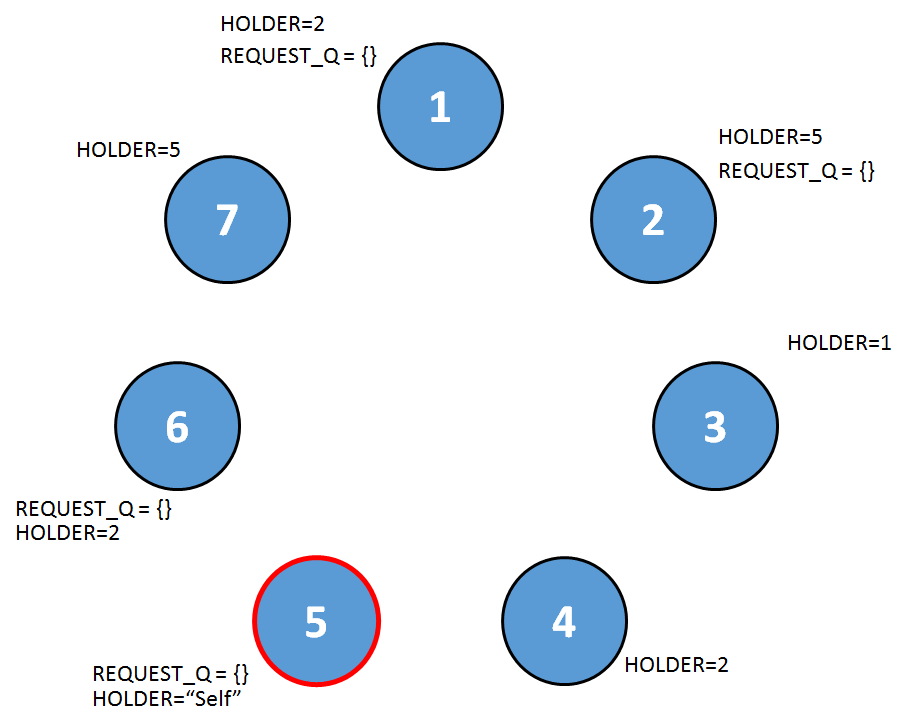 HOLDER=2
REQUEST_Q = {}
1
HOLDER=5
REQUEST_Q = {}
2
HOLDER=5
7
HOLDER=1
3
6
REQUEST_Q = {}
HOLDER=2
5
REQUEST_Q = {}
HOLDER=“Self”
4
HOLDER=2